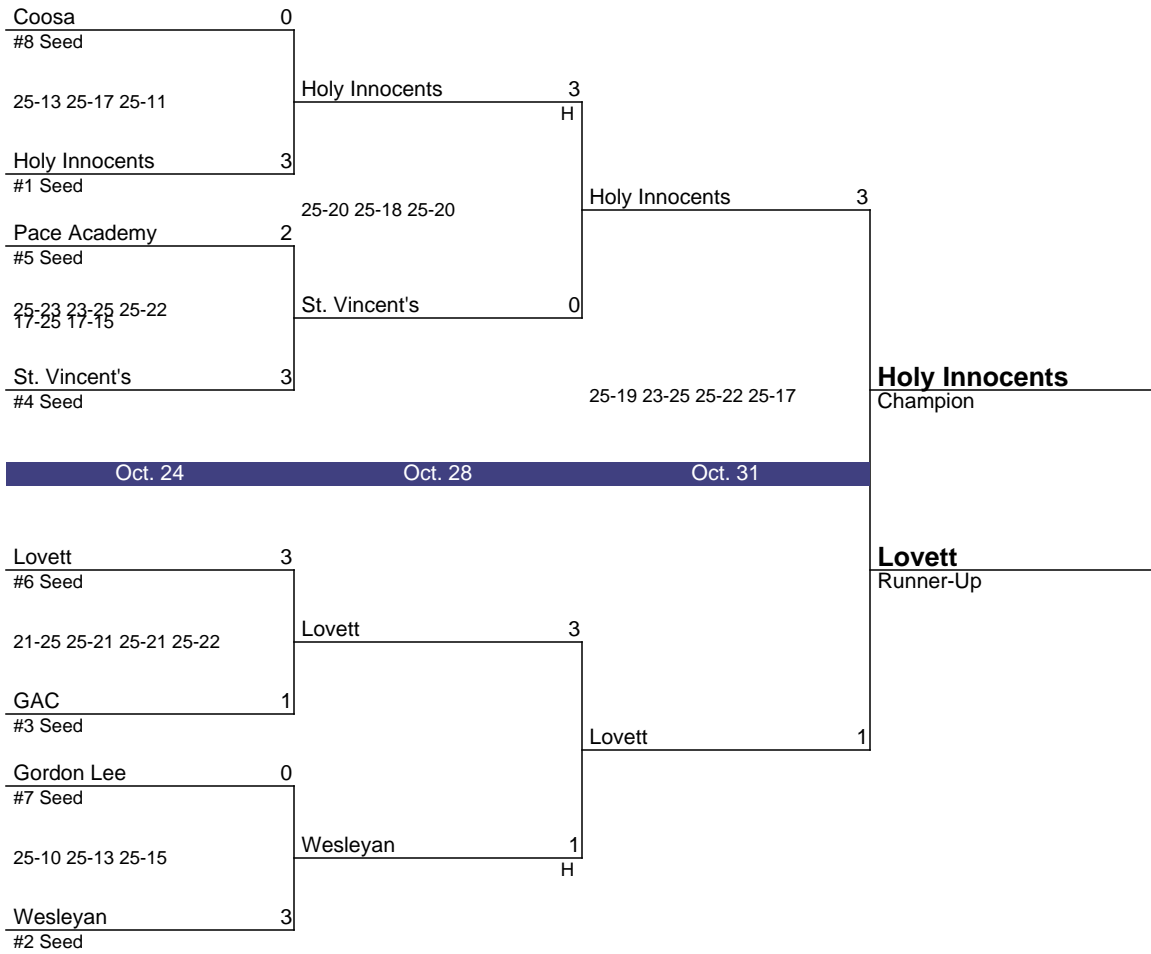 Coosa 0
#8 Seed
25-13 25-17 25-11
Holy Innocents 3
#1 Seed
Pace Academy 2
#5 Seed
25-23 23-25 25-22
17-25 17-15
St. Vincent's 3
#4 Seed
Holy Innocents 3
H
25-20 25-18 25-20
St. Vincent's 0
Holy Innocents 3
25-19 23-25 25-22 25-17
Holy Innocents
Champion
Oct. 24 Oct. 28 Oct. 31
Lovett 3
#6 Seed
21-25 25-21 25-21 25-22
GAC 1
#3 Seed
Gordon Lee 0
#7 Seed
25-10 25-13 25-15
Wesleyan 3
#2 Seed
Lovett 3
Wesleyan 1
H
Lovett 1
Lovett
Runner-Up